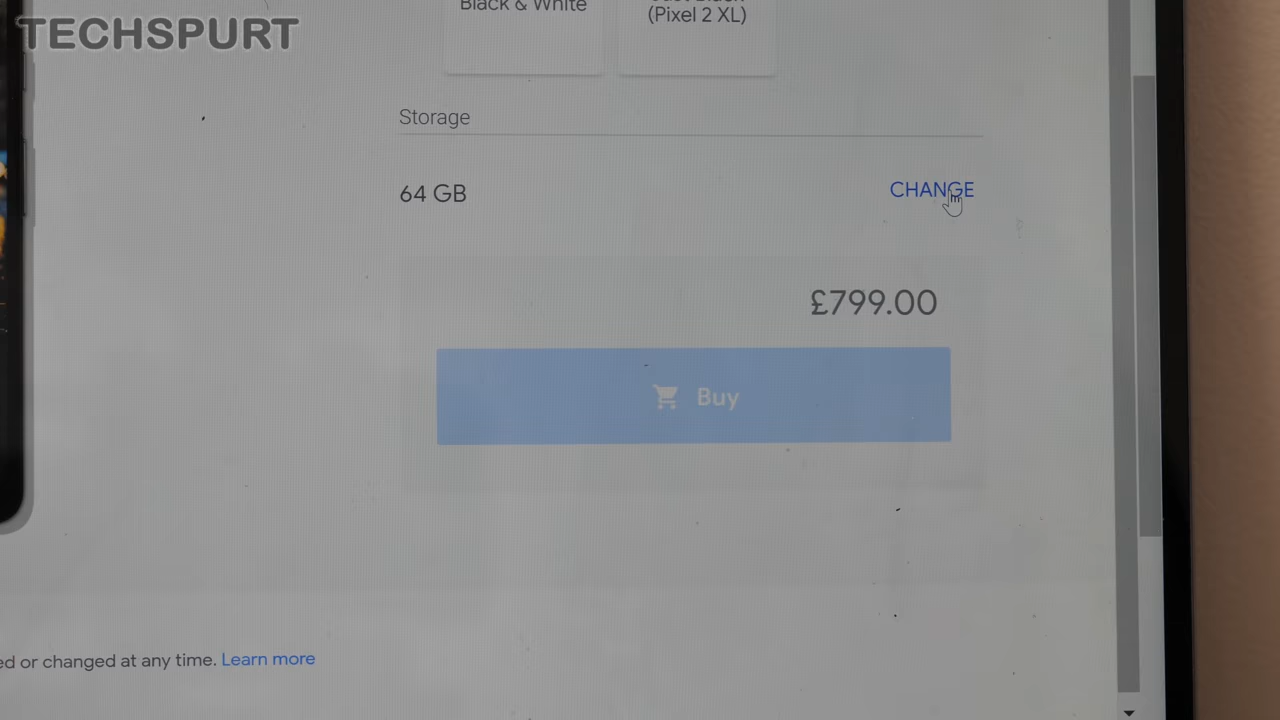 TECHSPURT
Black & White
(Pixel 2 XL)
Storage
64 GB
CHANGE
£799.00
Buy
ed or changed at any time. Learn more